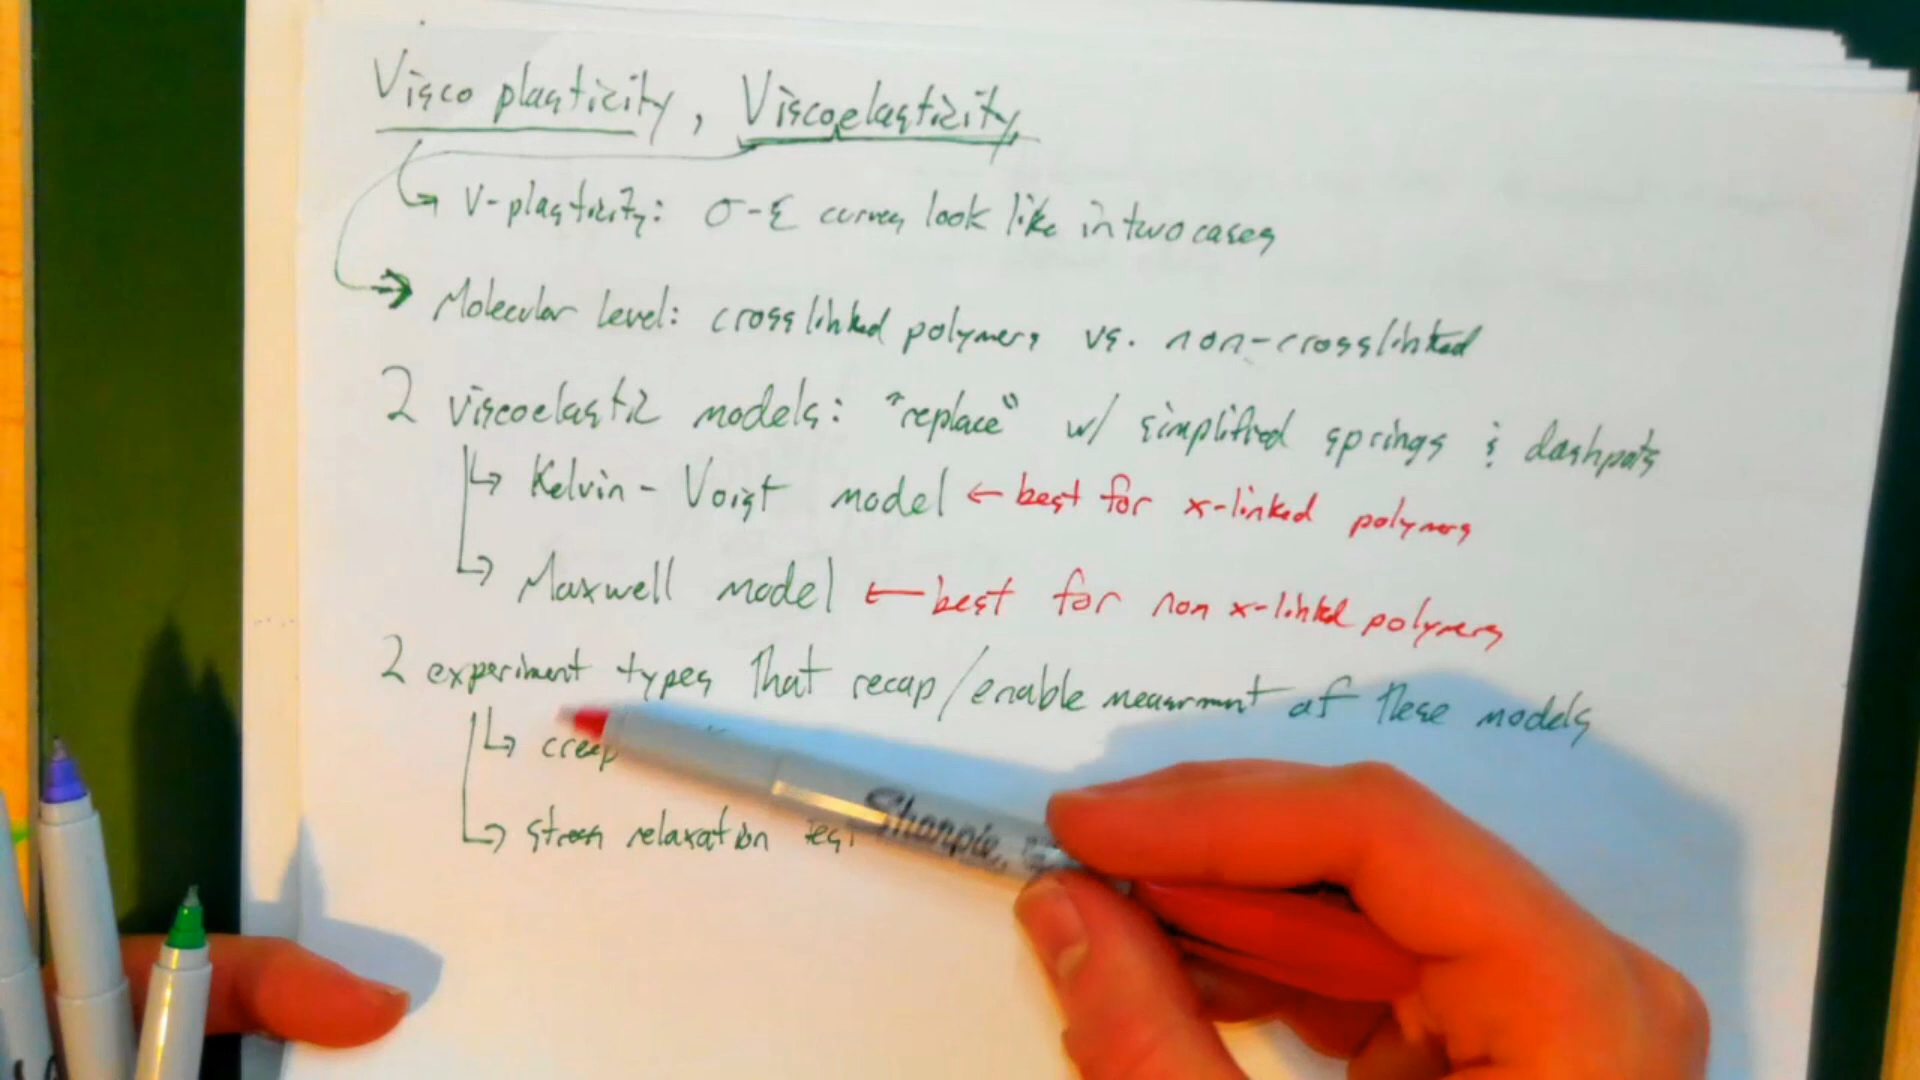 Visco plasticity, Viscoelasticity
↳ V-plasticity: σ-ε curves look like in two cases
→ Molecular level: crosslinked polymers vs. non-crosslinked
2 viscoelastic models: "replace" w/ simplified springs & dashpots
↳ Kelvin-Voigt model ← best for x-linked polymers
↳ Maxwell model ← best for non x-linked polymers
2 experiment types that recap/enable measurment of these models
↳ creep
↳ stress relaxation test
Sharpie